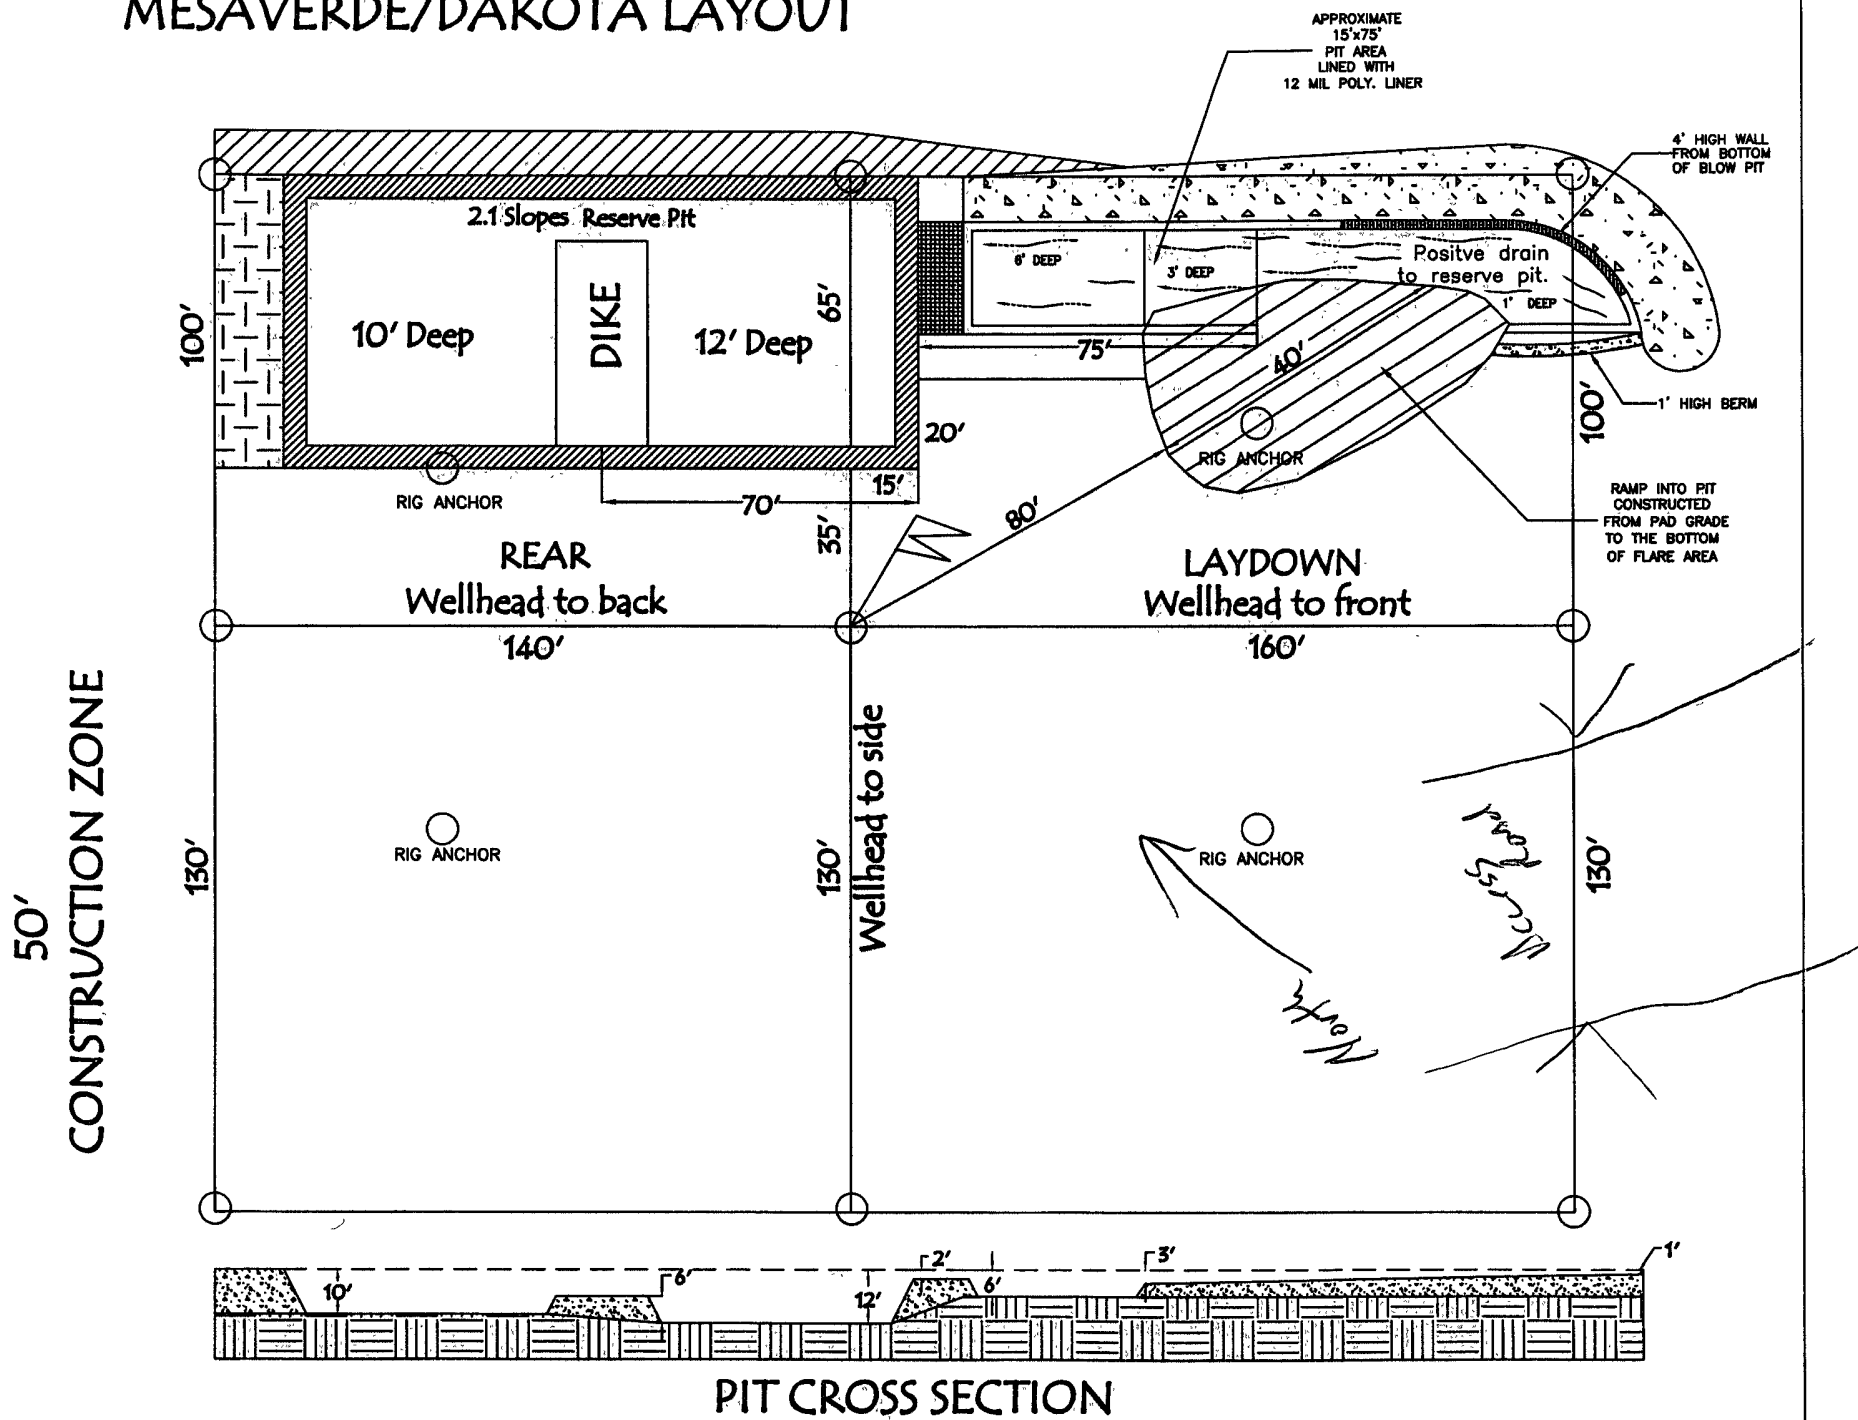 MESAVERDE/DAKOTA LAYOUT
APPROXIMATE
15'x75'
PIT AREA
LINED WITH
12 MIL POLY. LINER
4' HIGH WALL
FROM BOTTOM
OF BLOW PIT
2:1 Slopes Reserve Pit
6' DEEP
3' DEEP
Positve drain
to reserve pit.
1' DEEP
100'
10' Deep
DIKE
65'
12' Deep
75'
40'
1' HIGH BERM
100'
20'
RIG ANCHOR
RIG ANCHOR
15'
70'
35'
80'
RAMP INTO PIT
CONSTRUCTED
FROM PAD GRADE
TO THE BOTTOM
OF FLARE AREA
REAR
Wellhead to back
140'
LAYDOWN
Wellhead to front
160'
50'
CONSTRUCTION ZONE
130'
RIG ANCHOR
130'
Wellhead to side
RIG ANCHOR
Access
Road
130'
North
10'
6'
12'
2'
6'
3'
1'
PIT CROSS SECTION